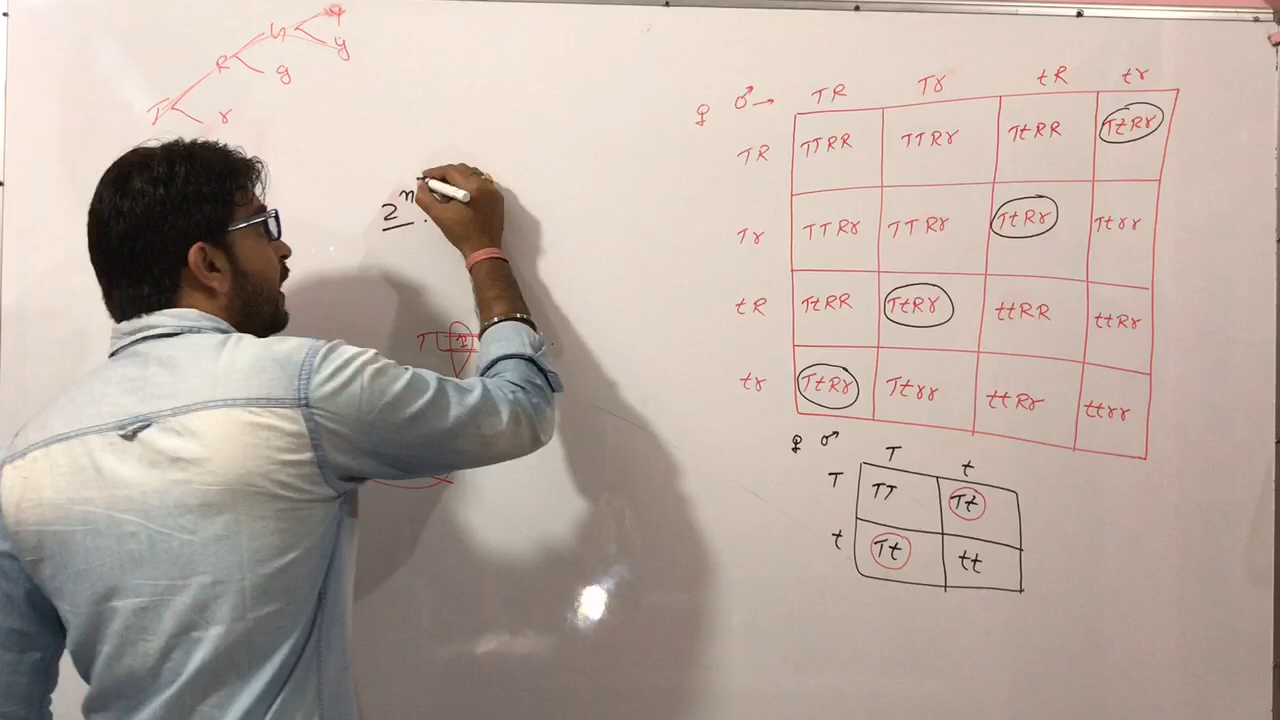 y
G y
R g
T r
2ⁿ
T
♀ ♂→ TR Tr tR tr
TR TTRR TTRr TtRR TtRr
Tr TTRr TTRr TtRr Ttrr
tR TtRR TtRr ttRR ttRr
tr TtRr Ttrr ttRr ttrr
♀ ♂ T t
T TT Tt
t Tt tt